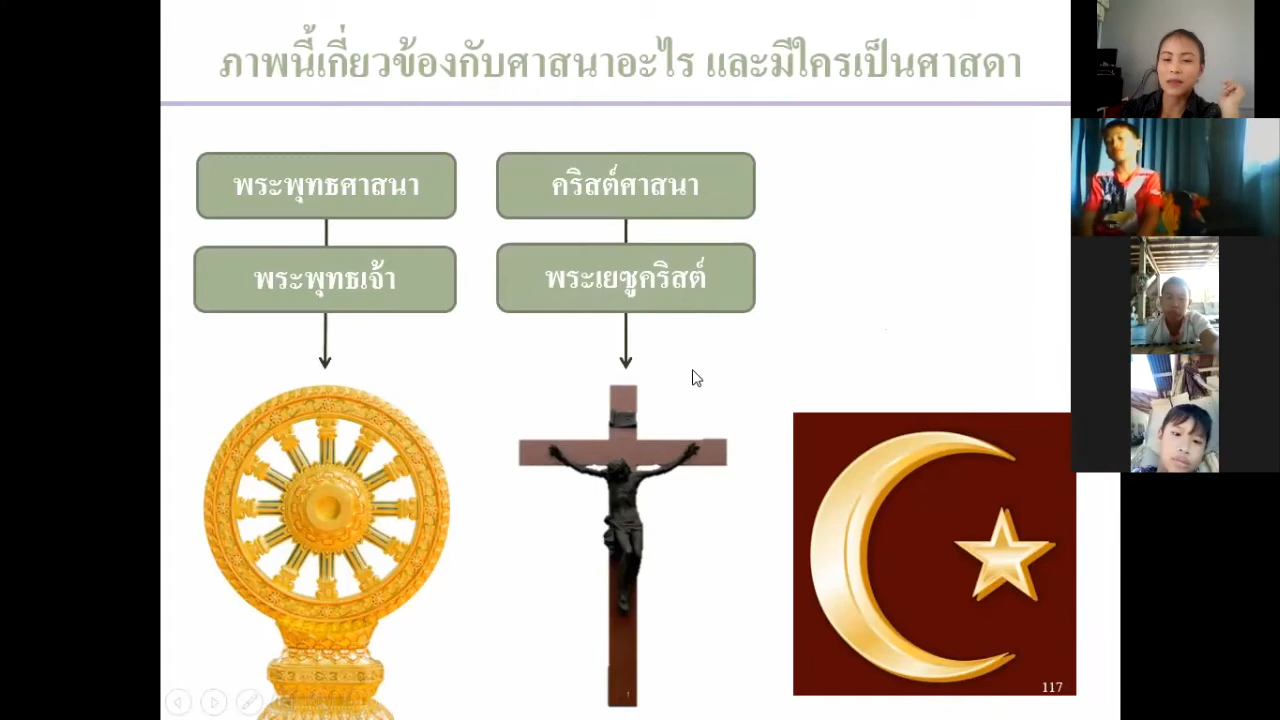 ภาพนี้เกี่ยวข้องกับศาสนาอะไร และมีใครเป็นศาสดา
พระพุทธศาสนา
คริสต์ศาสนา
พระพุทธเจ้า
พระเยซูคริสต์
117